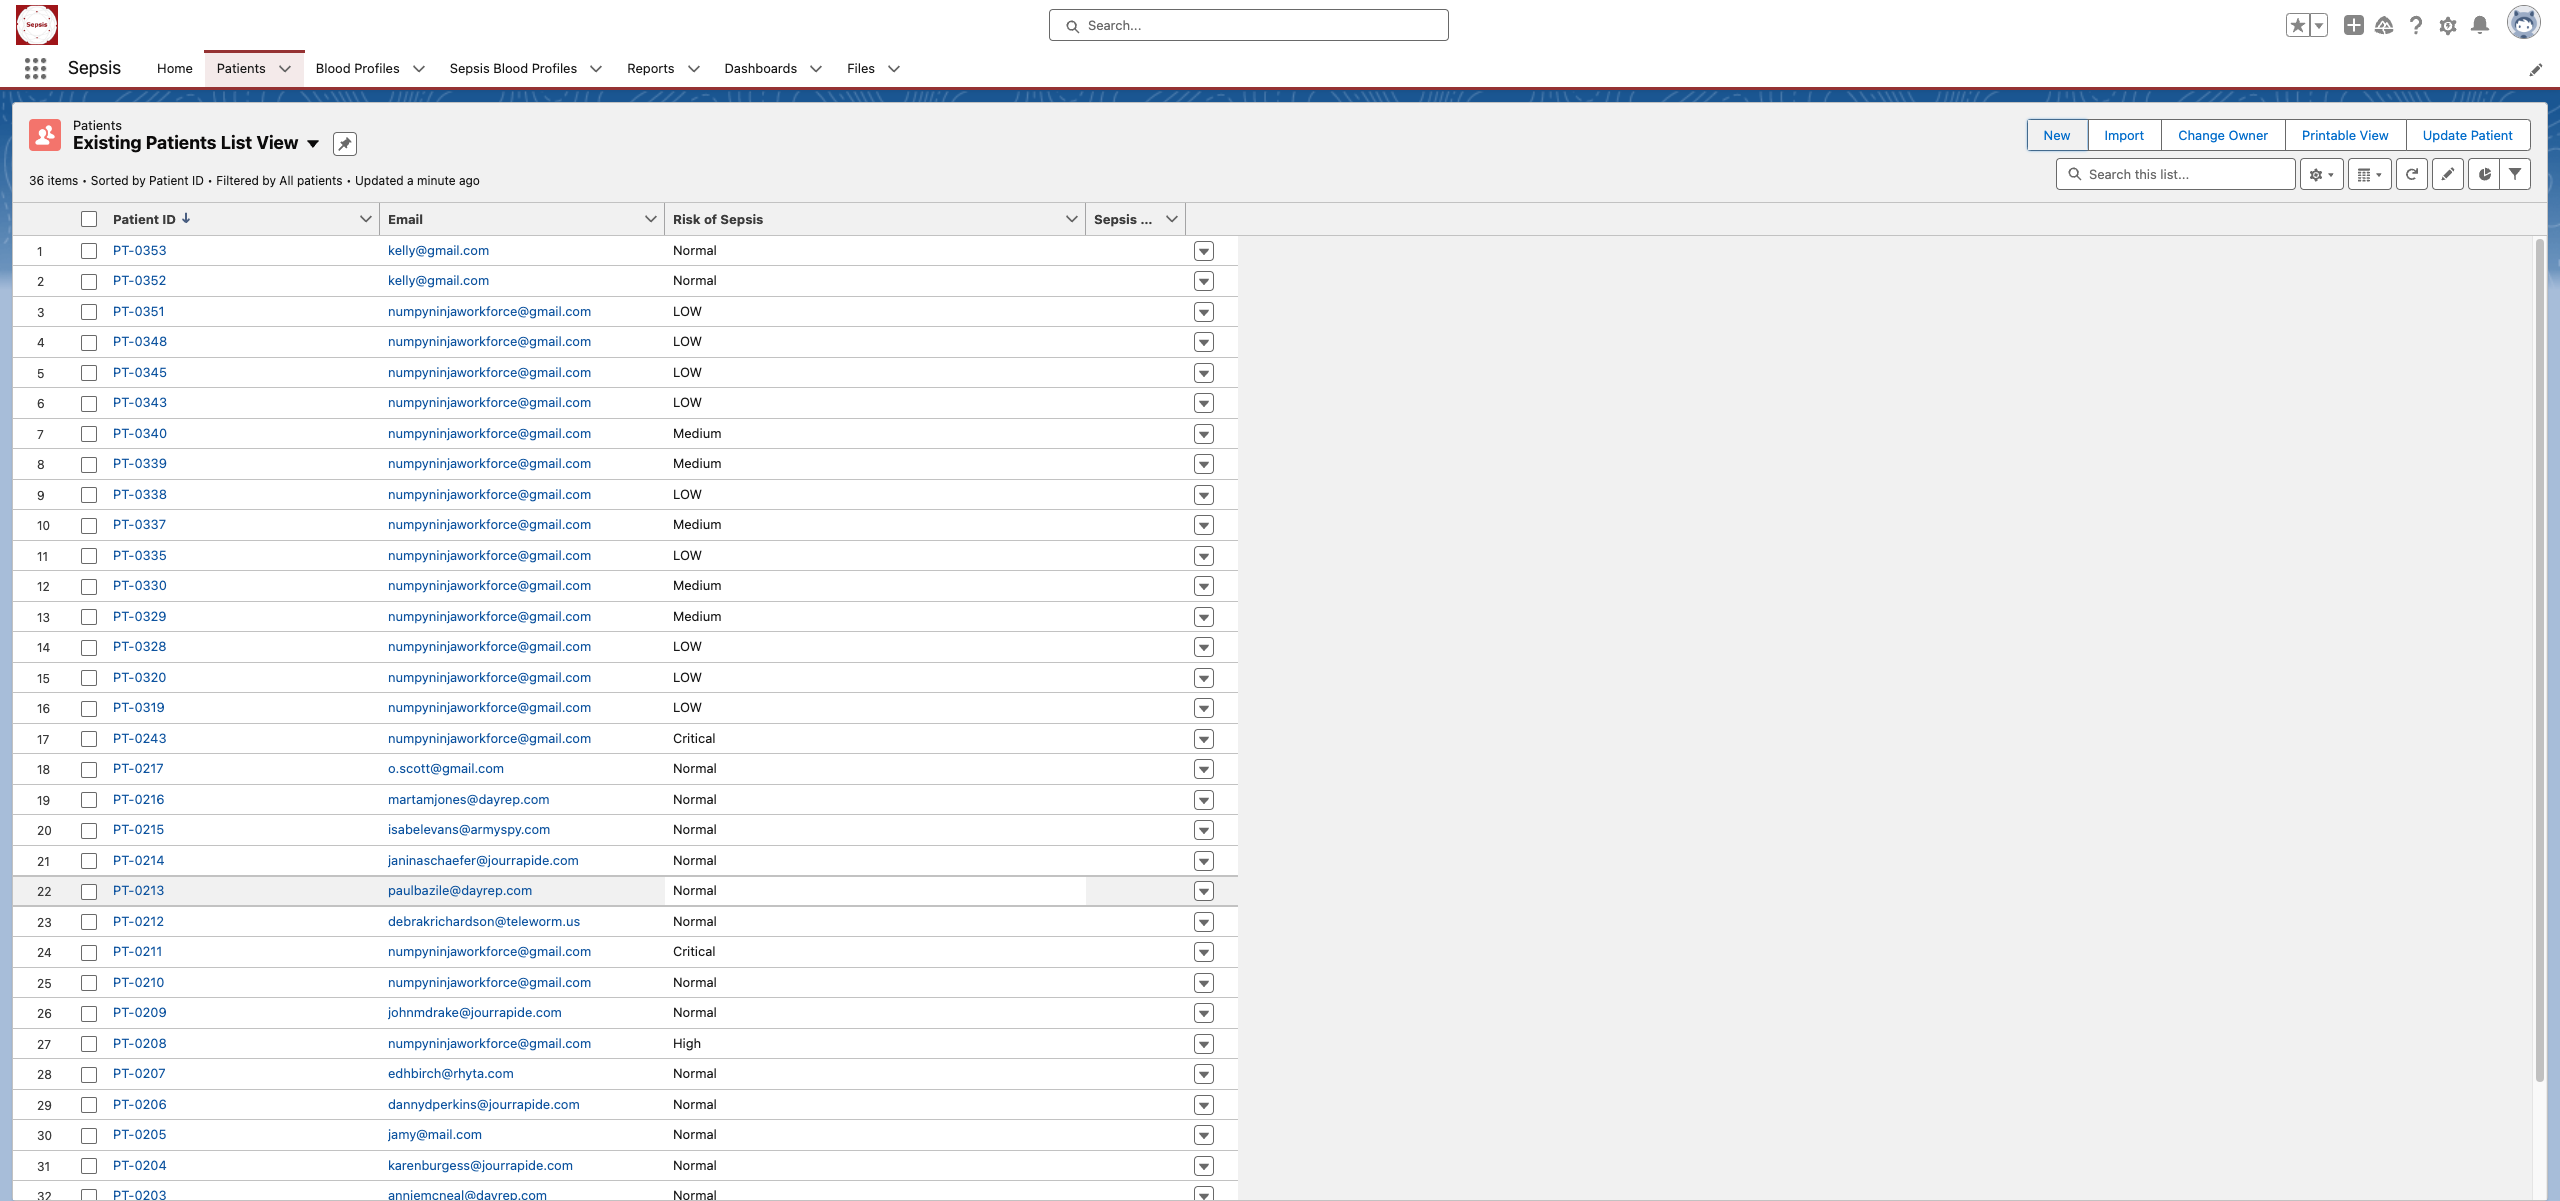 Sepsis
Search...
Sepsis Home Patients Blood Profiles Sepsis Blood Profiles Reports Dashboards Files
Patients
Existing Patients List View
New Import Change Owner Printable View Update Patient
36 items • Sorted by Patient ID • Filtered by All patients • Updated a minute ago
Search this list...
Patient ID Email Risk of Sepsis Sepsis ...
1 PT-0353 kelly@gmail.com Normal
2 PT-0352 kelly@gmail.com Normal
3 PT-0351 numpyninjaworkforce@gmail.com LOW
4 PT-0348 numpyninjaworkforce@gmail.com LOW
5 PT-0345 numpyninjaworkforce@gmail.com LOW
6 PT-0343 numpyninjaworkforce@gmail.com LOW
7 PT-0340 numpyninjaworkforce@gmail.com Medium
8 PT-0339 numpyninjaworkforce@gmail.com Medium
9 PT-0338 numpyninjaworkforce@gmail.com LOW
10 PT-0337 numpyninjaworkforce@gmail.com Medium
11 PT-0335 numpyninjaworkforce@gmail.com LOW
12 PT-0330 numpyninjaworkforce@gmail.com Medium
13 PT-0329 numpyninjaworkforce@gmail.com Medium
14 PT-0328 numpyninjaworkforce@gmail.com LOW
15 PT-0320 numpyninjaworkforce@gmail.com LOW
16 PT-0319 numpyninjaworkforce@gmail.com LOW
17 PT-0243 numpyninjaworkforce@gmail.com Critical
18 PT-0217 o.scott@gmail.com Normal
19 PT-0216 martamjones@dayrep.com Normal
20 PT-0215 isabelevans@armyspy.com Normal
21 PT-0214 janinaschaefer@jourrapide.com Normal
22 PT-0213 paulbazile@dayrep.com Normal
23 PT-0212 debrakrichardson@teleworm.us Normal
24 PT-0211 numpyninjaworkforce@gmail.com Critical
25 PT-0210 numpyninjaworkforce@gmail.com Normal
26 PT-0209 johnmdrake@jourrapide.com Normal
27 PT-0208 numpyninjaworkforce@gmail.com High
28 PT-0207 edhbirch@rhyta.com Normal
29 PT-0206 dannydperkins@jourrapide.com Normal
30 PT-0205 jamy@mail.com Normal
31 PT-0204 karenburgess@jourrapide.com Normal
32 PT-0203 anniemcneal@dayrep.com Normal